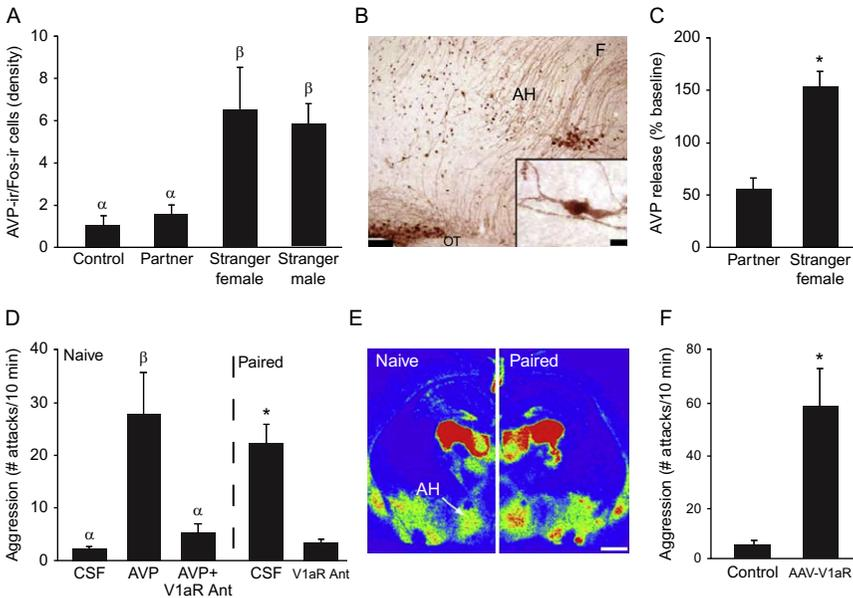 A
AVP-ir/Fos-ir cells (density)
10
8
6
4
2
0
α
α
β
β
Control
Partner
Stranger female
Stranger male
B
F
AH
OT
C
AVP release (% baseline)
200
150
100
50
0
*
Partner
Stranger female
D
Aggression (# attacks/10 min)
40
30
20
10
0
Naive
Paired
α
β
α
*
CSF
AVP
AVP+ V1aR Ant
CSF
V1aR Ant
E
Naive
Paired
AH
F
Aggression (# attacks/10 min)
80
60
40
20
0
*
Control
AAV-V1aR